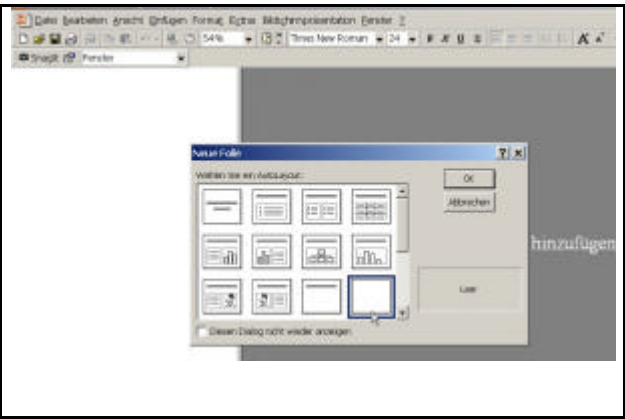 Datei Bearbeiten Ansicht Einfügen Format Extras Bildschirmpräsentation Fenster ?
54% Times New Roman 24 F K U S A A
SnagIt Fenster
Neue Folie
Wählen Sie ein AutoLayout:
OK
Abbrechen
hinzufügen
Leer
Diesen Dialog nicht wieder anzeigen